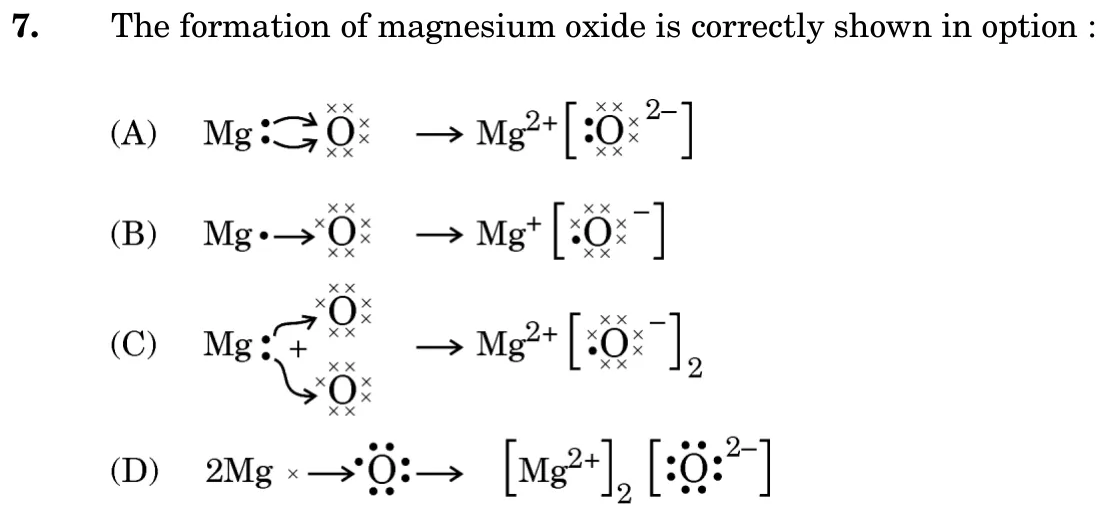 7. The formation of magnesium oxide is correctly shown in option :
(A) Mg : ×× O ×× ×× ⟶ Mg²⁺ [ : ×× O ×× ×× ²⁻ ]
(B) Mg • ⟶ × ×× O ×× ×× ⟶ Mg⁺ [ ×• ×× O ×× ×× ⁻ ]
(C) Mg : + × ×× O ×× ×× × ×× O ×× ×× ⟶ Mg²⁺ [ ×• ×× O ×× ×× ⁻ ]₂
(D) 2Mg × ⟶ • •• O : •• ⟶ [Mg²⁺]₂ [ : •• O •• : ²⁻ ]